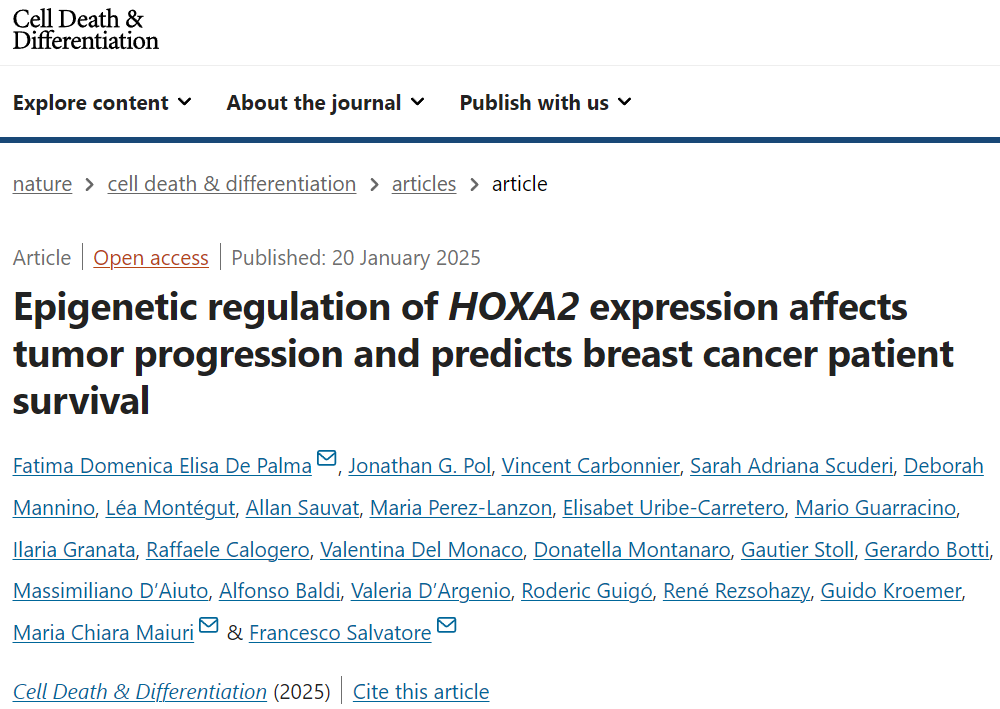 Cell Death &
Differentiation
Explore content About the journal Publish with us
nature > cell death & differentiation > articles > article
Article | Open access | Published: 20 January 2025
Epigenetic regulation of HOXA2 expression affects
tumor progression and predicts breast cancer patient
survival
Fatima Domenica Elisa De Palma, Jonathan G. Pol, Vincent Carbonnier, Sarah Adriana Scuderi, Deborah
Mannino, Léa Montégut, Allan Sauvat, Maria Perez-Lanzon, Elisabet Uribe-Carretero, Mario Guarracino,
Ilaria Granata, Raffaele Calogero, Valentina Del Monaco, Donatella Montanaro, Gautier Stoll, Gerardo Botti,
Massimiliano D’Aiuto, Alfonso Baldi, Valeria D’Argenio, Roderic Guigó, René Rezsohazy, Guido Kroemer,
Maria Chiara Maiuri & Francesco Salvatore
Cell Death & Differentiation (2025) | Cite this article